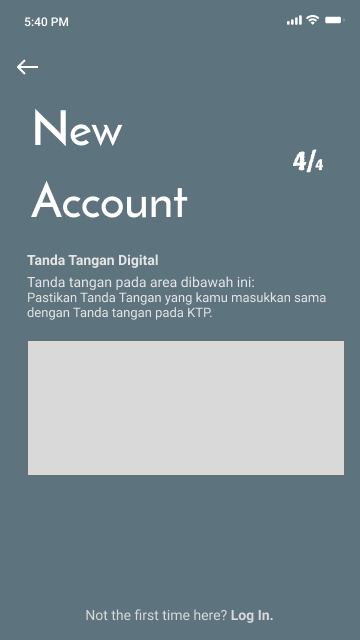 5:40 PM
New
4/4
Account
Tanda Tangan Digital
Tanda tangan pada area dibawah ini:
Pastikan Tanda Tangan yang kamu masukkan sama
dengan Tanda tangan pada KTP.
Not the first time here? Log In.